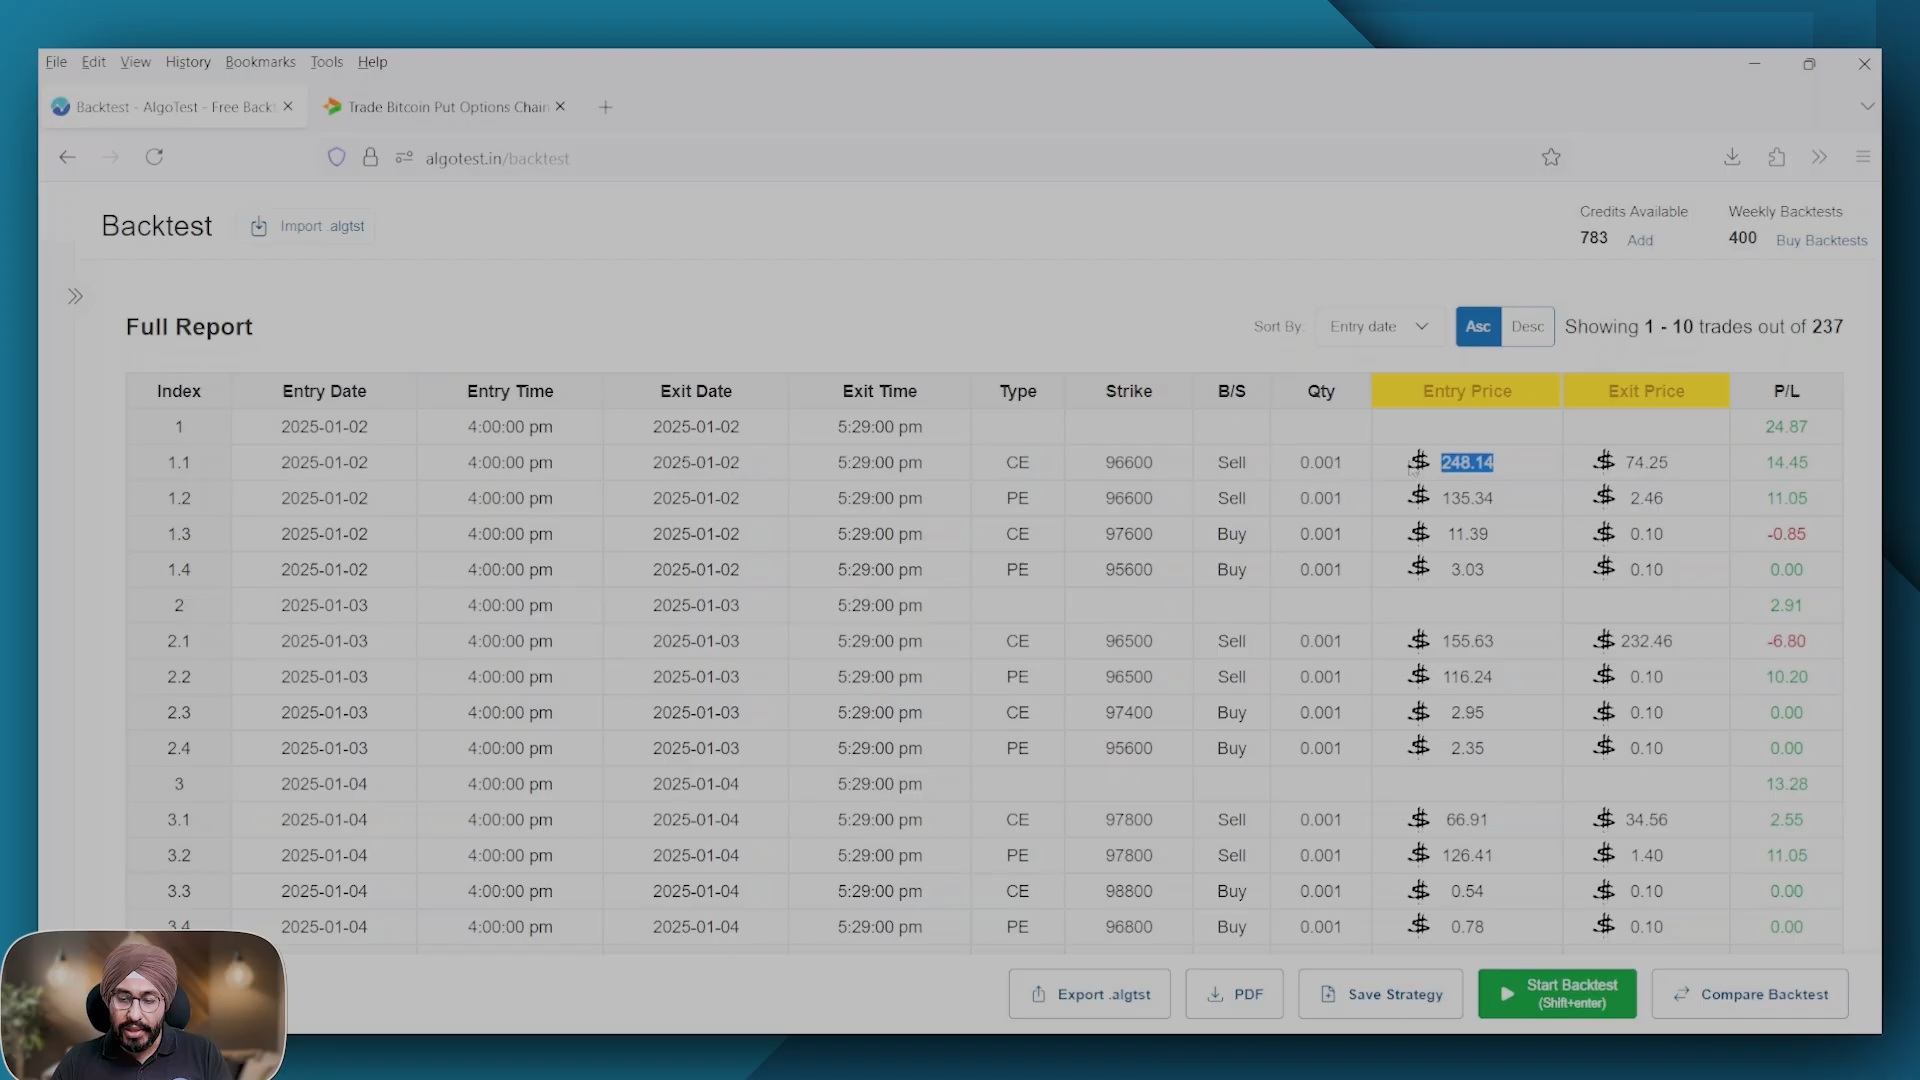 File Edit View History Bookmarks Tools Help
Backtest - AlgoTest - Free Backt
Trade Bitcoin Put Options Chain
algotest.in/backtest
Backtest
Import .algtst
Credits Available
783 Add
Weekly Backtests
400 Buy Backtests
Full Report
Sort By: Entry date Asc Desc Showing 1 - 10 trades out of 237
Index Entry Date Entry Time Exit Date Exit Time Type Strike B/S Qty Entry Price Exit Price P/L
1 2025-01-02 4:00:00 pm 2025-01-02 5:29:00 pm 24.87
1.1 2025-01-02 4:00:00 pm 2025-01-02 5:29:00 pm CE 96600 Sell 0.001 $ 248.14 $ 74.25 14.45
1.2 2025-01-02 4:00:00 pm 2025-01-02 5:29:00 pm PE 96600 Sell 0.001 $ 135.34 $ 2.46 11.05
1.3 2025-01-02 4:00:00 pm 2025-01-02 5:29:00 pm CE 97600 Buy 0.001 $ 11.39 $ 0.10 -0.85
1.4 2025-01-02 4:00:00 pm 2025-01-02 5:29:00 pm PE 95600 Buy 0.001 $ 3.03 $ 0.10 0.00
2 2025-01-03 4:00:00 pm 2025-01-03 5:29:00 pm 2.91
2.1 2025-01-03 4:00:00 pm 2025-01-03 5:29:00 pm CE 96500 Sell 0.001 $ 155.63 $ 232.46 -6.80
2.2 2025-01-03 4:00:00 pm 2025-01-03 5:29:00 pm PE 96500 Sell 0.001 $ 116.24 $ 0.10 10.20
2.3 2025-01-03 4:00:00 pm 2025-01-03 5:29:00 pm CE 97400 Buy 0.001 $ 2.95 $ 0.10 0.00
2.4 2025-01-03 4:00:00 pm 2025-01-03 5:29:00 pm PE 95600 Buy 0.001 $ 2.35 $ 0.10 0.00
3 2025-01-04 4:00:00 pm 2025-01-04 5:29:00 pm 13.28
3.1 2025-01-04 4:00:00 pm 2025-01-04 5:29:00 pm CE 97800 Sell 0.001 $ 66.91 $ 34.56 2.55
3.2 2025-01-04 4:00:00 pm 2025-01-04 5:29:00 pm PE 97800 Sell 0.001 $ 126.41 $ 1.40 11.05
3.3 2025-01-04 4:00:00 pm 2025-01-04 5:29:00 pm CE 98800 Buy 0.001 $ 0.54 $ 0.10 0.00
3.4 2025-01-04 4:00:00 pm 2025-01-04 5:29:00 pm PE 96800 Buy 0.001 $ 0.78 $ 0.10 0.00
Export .algtst
PDF
Save Strategy
Start Backtest
(Shift+enter)
Compare Backtest